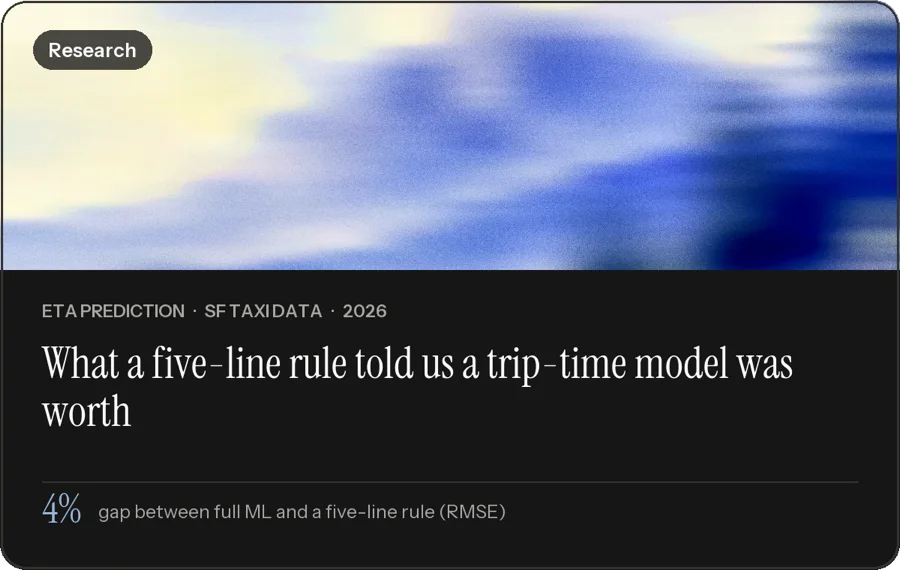 Research
ETA PREDICTION · SF TAXI DATA · 2026
What a five-line rule told us a trip-time model was
worth
4% gap between full ML and a five-line rule (RMSE)